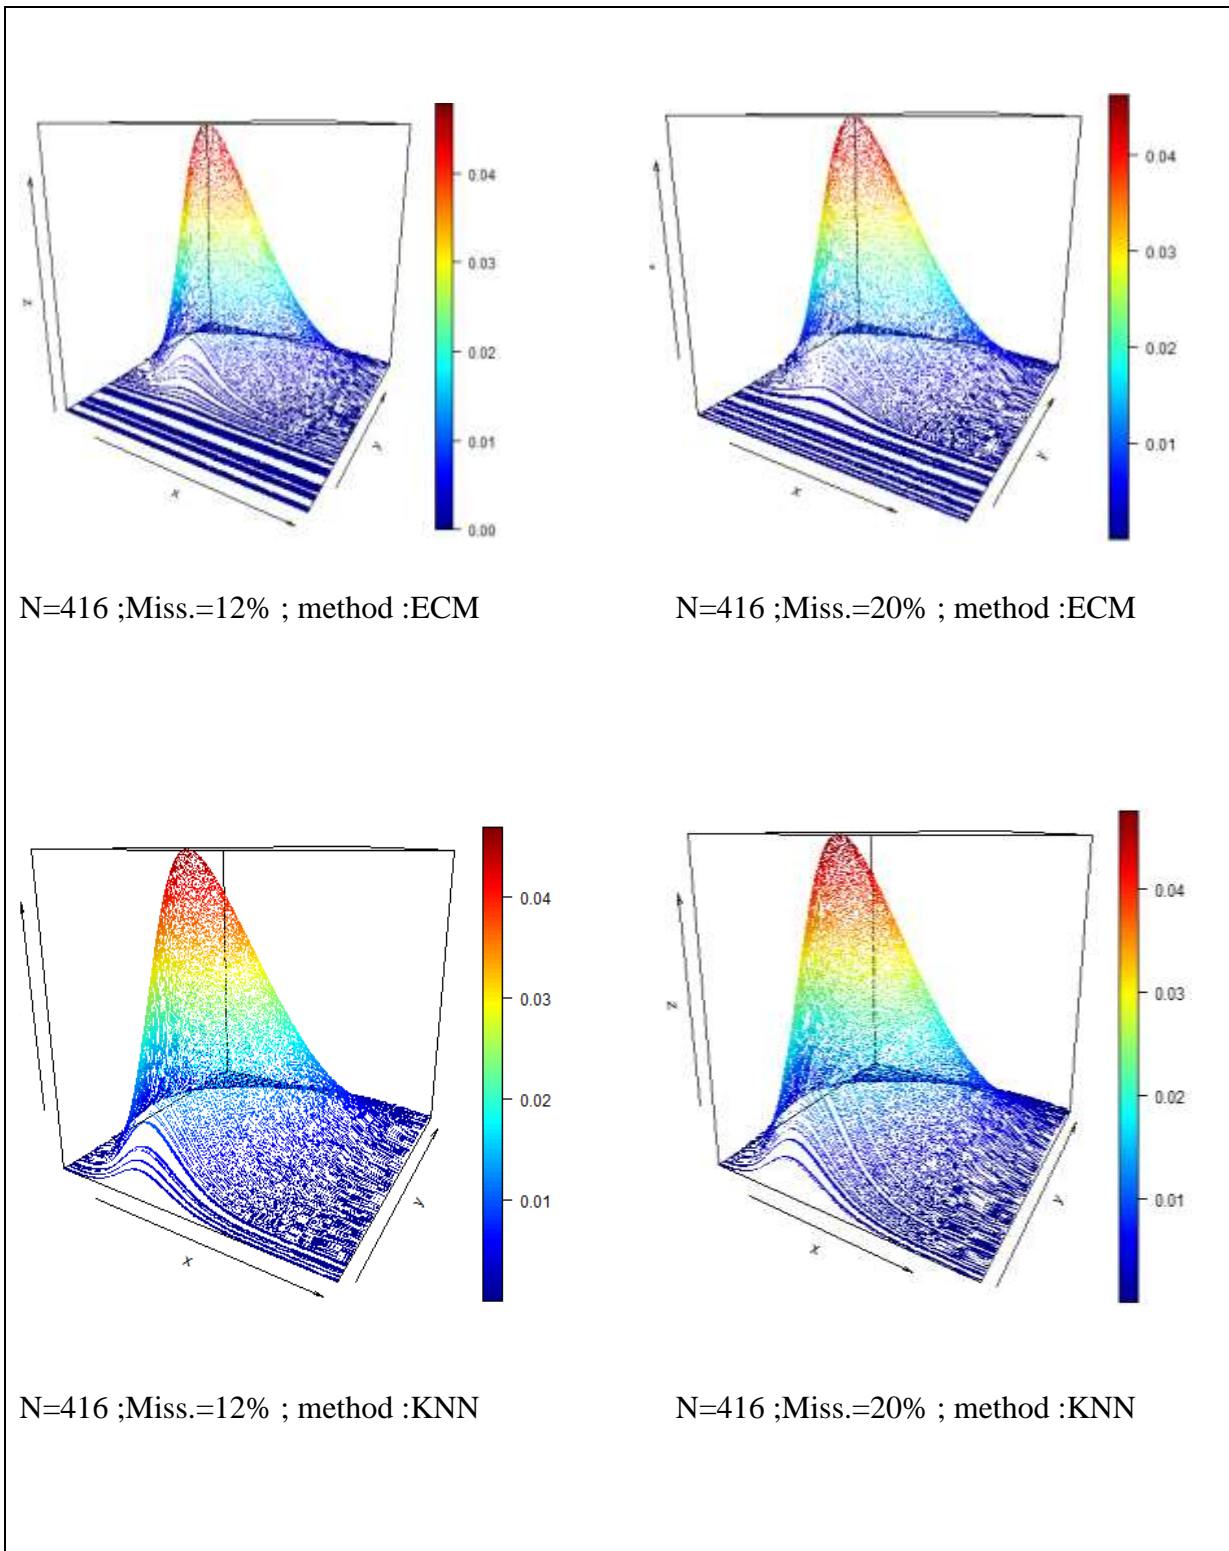 0.04
0.03
0.02
0.01
0.00
z
x
y
0.04
0.03
0.02
0.01
x
y
N=416 ;Miss.=12% ; method :ECM
N=416 ;Miss.=20% ; method :ECM
0.04
0.03
0.02
0.01
x
y
0.04
0.03
0.02
0.01
z
x
y
N=416 ;Miss.=12% ; method :KNN
N=416 ;Miss.=20% ; method :KNN